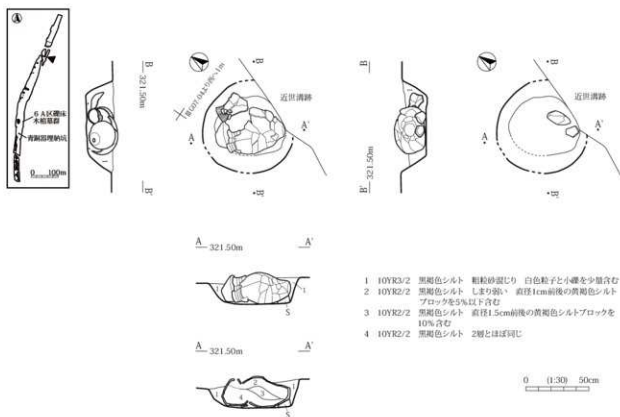 A
6A区礫床
木棺墓群
青銅器埋納坑
0 100m
B
321.50m
B'
近世溝跡
A
A'
B
B'
B
321.50m
B'
近世溝跡
A
A'
B
B'
A 321.50m A'
1
1
S
A 321.50m A'
1
2
3
4
1
S
1 10YR3/2 黒褐色シルト 粗粒砂混じり 白色粒子と小礫を少量含む
2 10YR2/2 黒褐色シルト しまり弱い 直径1cm前後の黄褐色シルト
ブロックを5%以下含む
3 10YR2/2 黒褐色シルト 直径1.5cm前後の黄褐色シルトブロックを
10%含む
4 10YR2/2 黒褐色シルト 2層とほぼ同じ
0 (1:30) 50cm